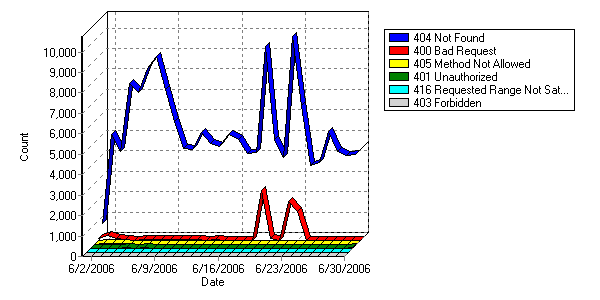 10,000
9,000
8,000
7,000
6,000
5,000
4,000
3,000
2,000
1,000
0
Count
6/2/2006 6/9/2006 6/16/2006 6/23/2006 6/30/2006
Date
404 Not Found
400 Bad Request
405 Method Not Allowed
401 Unauthorized
416 Requested Range Not Sat...
403 Forbidden